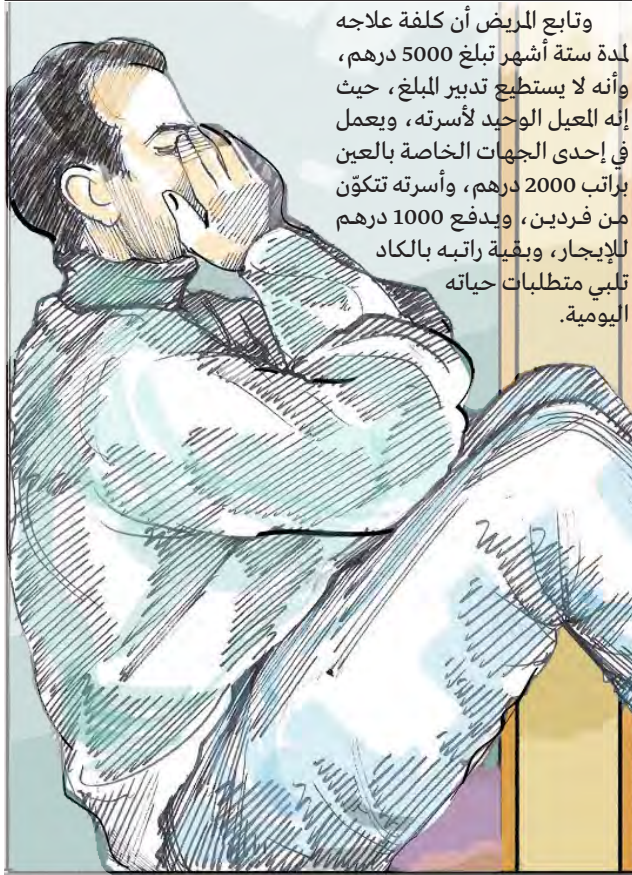 وتابع المريض أن كلفة علاجه
لمدة ستة أشهر تبلغ 5000 درهم،
وأنه لا يستطيع تدبير المبلغ، حيث
إنه المعيل الوحيد لأسرته، ويعمل
في إحدى الجهات الخاصة بالعين
براتب 2000 درهم، وأسرته تتكوّن
من فردين، ويدفع 1000 درهم
للإيجار، وبقية راتبه بالكاد
تلبي متطلبات حياته
اليومية.